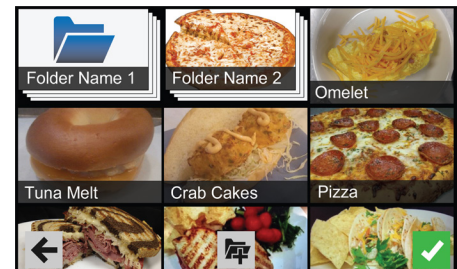 Folder Name 1
Folder Name 2
Omelet
Tuna Melt
Crab Cakes
Pizza